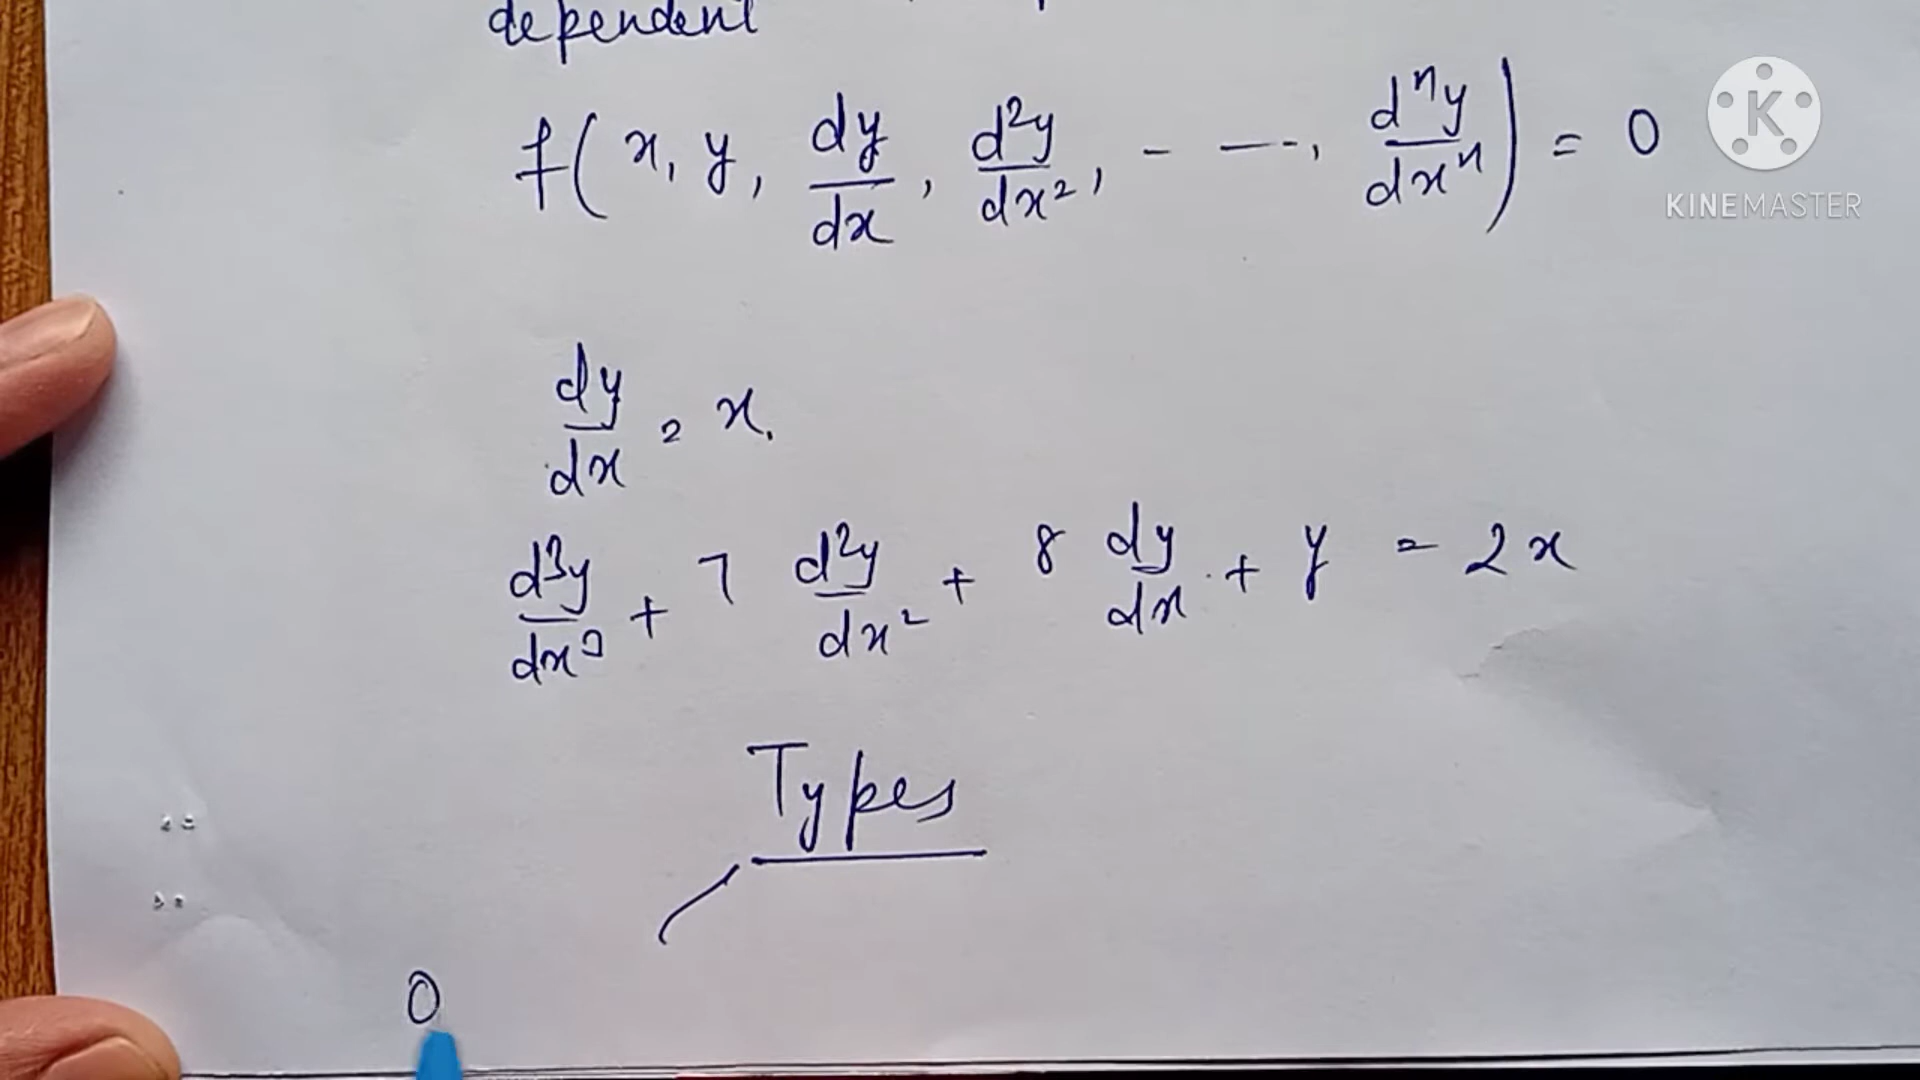 dependent
f(x, y, dy/dx, d²y/dx², - ---, dⁿy/dxⁿ) = 0
K
KINEMASTER
dy/dx = x.
d³y/dx³ + 7 d²y/dx² + 8 dy/dx + y = 2x
Types
O